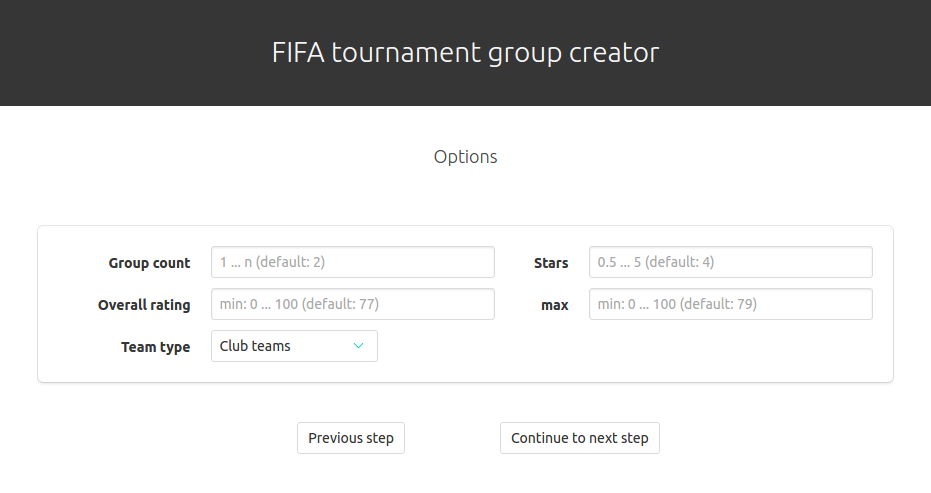 FIFA tournament group creator
Options
Group count 1 ... n (default: 2) Stars 0.5 ... 5 (default: 4)
Overall rating min: 0 ... 100 (default: 77) max min: 0 ... 100 (default: 79)
Team type Club teams
Previous step Continue to next step